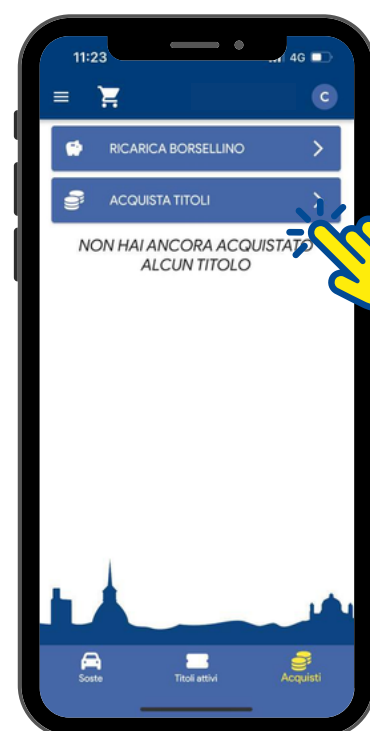 11:23
4G
C
RICARICA BORSELLINO
ACQUISTA TITOLI
NON HAI ANCORA ACQUISTATO
ALCUN TITOLO
Soste
Titoli attivi
Acquisti